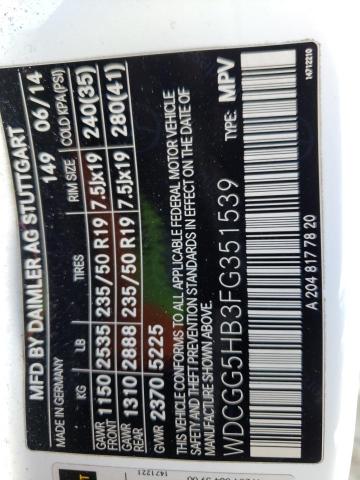 MFD BY DAIMLER AG STUTTGART
MADE IN GERMANY 149 06/14
KG LB TIRES RIM SIZE COLD KPA(PSI)
GAWR FRONT 1150 2535 235/50 R19 7.5Jx19 240(35)
GAWR REAR 1310 2888 235/50 R19 7.5Jx19 280(41)
GVWR 2370 5225
THIS VEHICLE CONFORMS TO ALL APPLICABLE FEDERAL MOTOR VEHICLE
SAFETY AND THEFT PREVENTION STANDARDS IN EFFECT ON THE DATE OF
MANUFACTURE SHOWN ABOVE.
WDCGG5HB3FG351539 TYPE: MPV
A 204 817 78 20
14712210
1471221